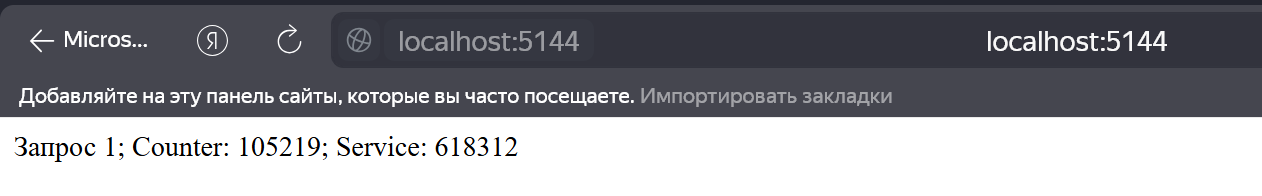 Micros... Я localhost:5144 localhost:5144
Добавляйте на эту панель сайты, которые вы часто посещаете. Импортировать закладки
Запрос 1; Counter: 105219; Service: 618312